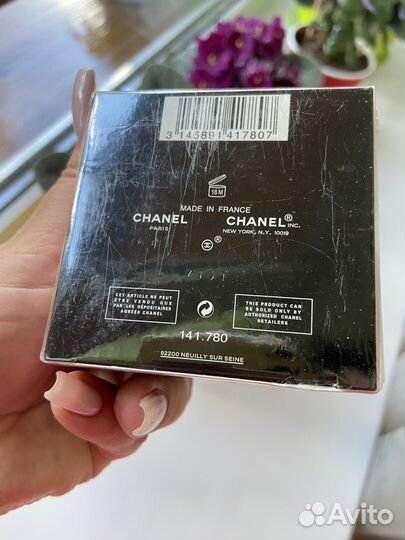 3 145891 417807
18 M
MADE IN FRANCE
CHANEL
PARIS
CHANEL® INC.
NEW YORK, N.Y. 10019
CET ARTICLE NE PEUT
ÊTRE VENDU QUE
PAR LES DÉPOSITAIRES
AGRÉÉS CHANEL
THIS PRODUCT CAN
BE SOLD ONLY BY
AUTHORIZED CHANEL
RETAILERS
141.780
92200 NEUILLY SUR SEINE
Avito